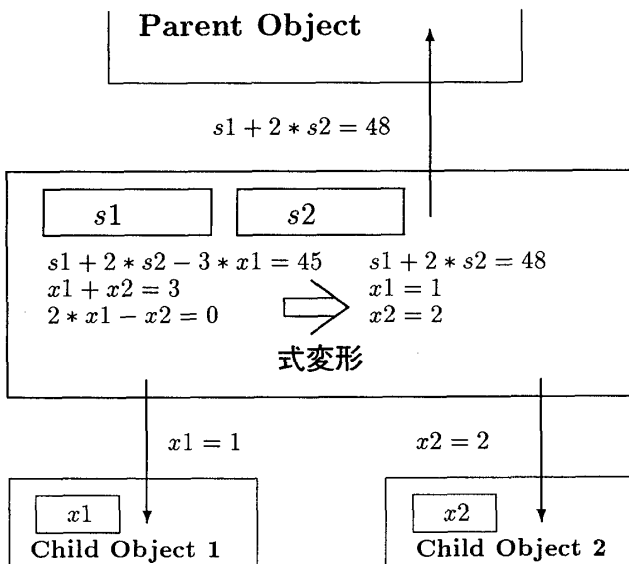 Parent Object
s1 + 2 * s2 = 48
s1 s2
s1 + 2 * s2 − 3 * x1 = 45
x1 + x2 = 3
2 * x1 − x2 = 0
s1 + 2 * s2 = 48
x1 = 1
x2 = 2
式変形
x1 = 1
x2 = 2
x1
Child Object 1
x2
Child Object 2